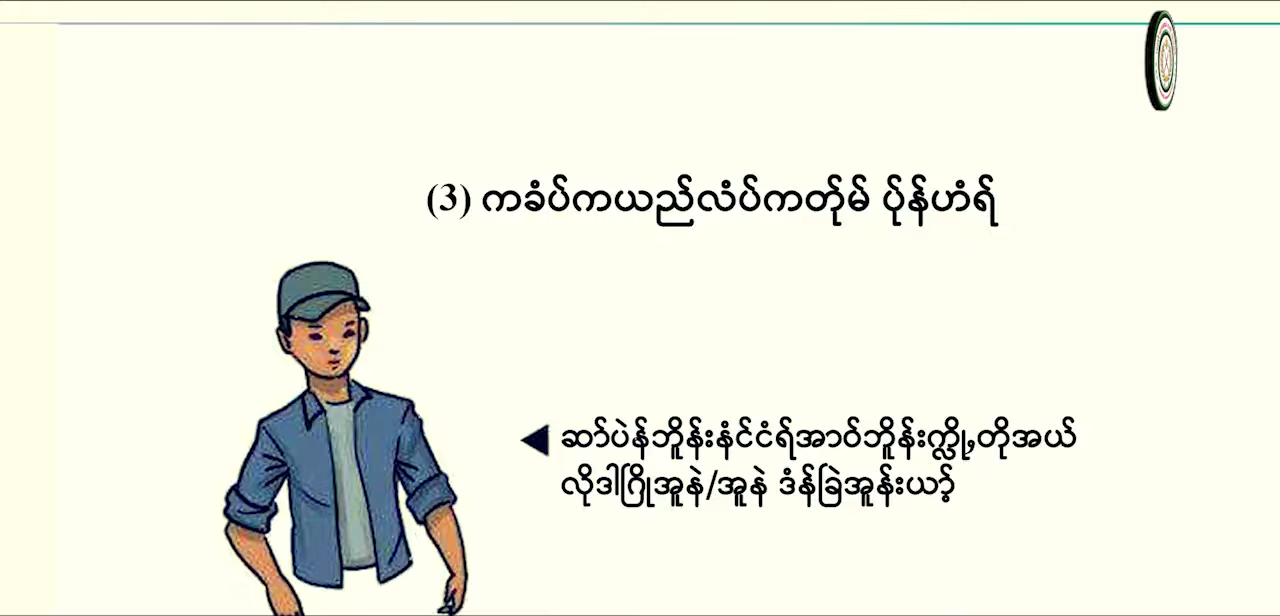 (3) ကခံပ်ကယည်လံပ်ကတ်ုမ် ပ်ုန်ဟံရ်
◀ ဆာ်ပဲန်ဘိူန်းနံင်ငံရ်အာဝ်ဘိူန်းက္လိုႇတိုအယ်
လိုဒါဂြိုအူနဲ/အူနဲ ဒံန်ခြဲအူန်းယာ့်